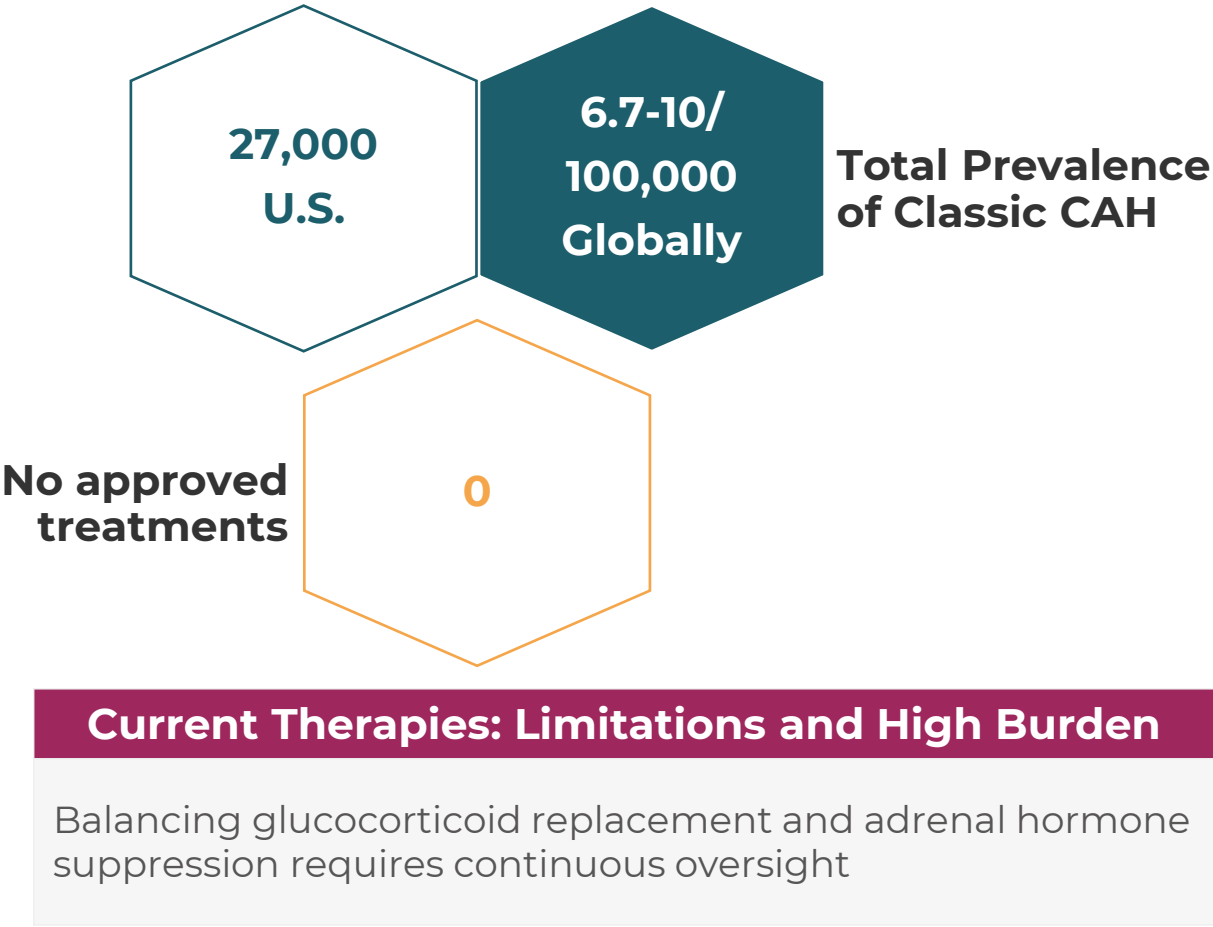 27,000
U.S.
6.7-10/
100,000
Globally
Total Prevalence
of Classic CAH
No approved
treatments
0
Current Therapies: Limitations and High Burden
Balancing glucocorticoid replacement and adrenal hormone
suppression requires continuous oversight